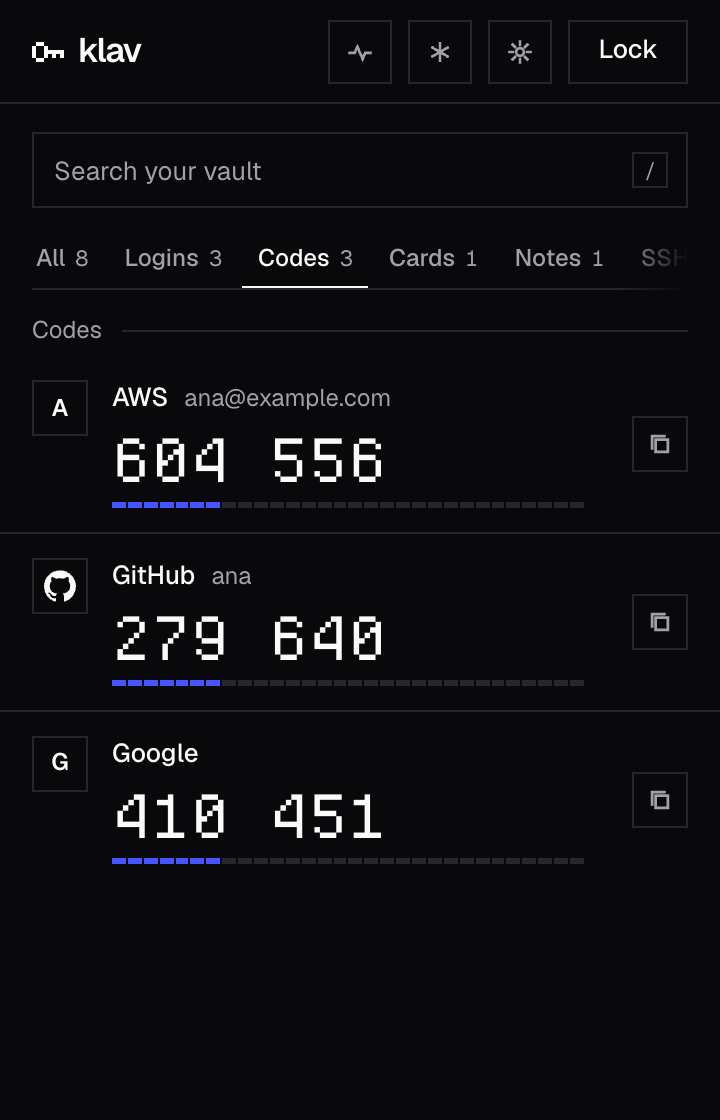 klav
Lock
Search your vault /
All 8 Logins 3 Codes 3 Cards 1 Notes 1 SSH
Codes
A AWS ana@example.com
604 556
GitHub ana
279 640
G Google
410 451